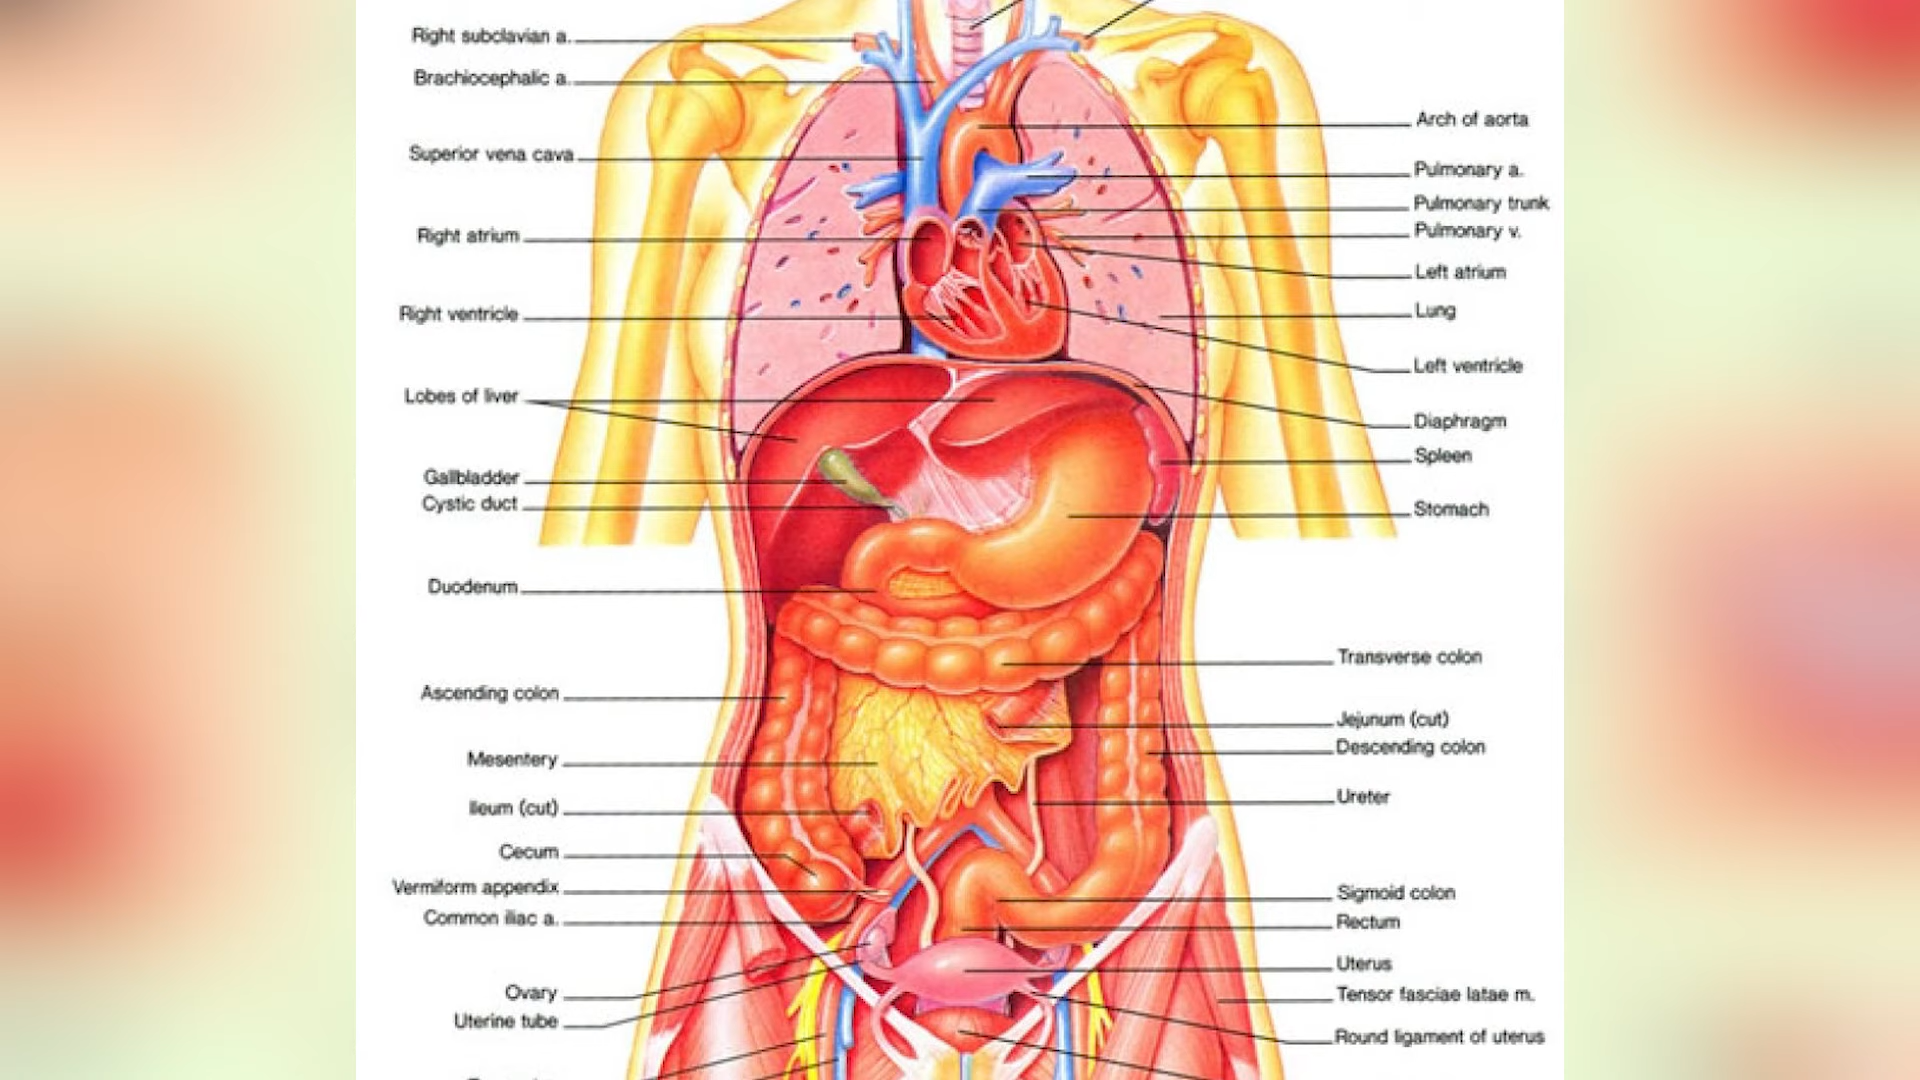 Right subclavian a.
Brachiocephalic a.
Superior vena cava
Right atrium
Right ventricle
Lobes of liver
Gallbladder
Cystic duct
Duodenum
Ascending colon
Mesentery
Ileum (cut)
Cecum
Vermiform appendix
Common iliac a.
Ovary
Uterine tube
Arch of aorta
Pulmonary a.
Pulmonary trunk
Pulmonary v.
Left atrium
Lung
Left ventricle
Diaphragm
Spleen
Stomach
Transverse colon
Jejunum (cut)
Descending colon
Ureter
Sigmoid colon
Rectum
Uterus
Tensor fasciae latae m.
Round ligament of uterus